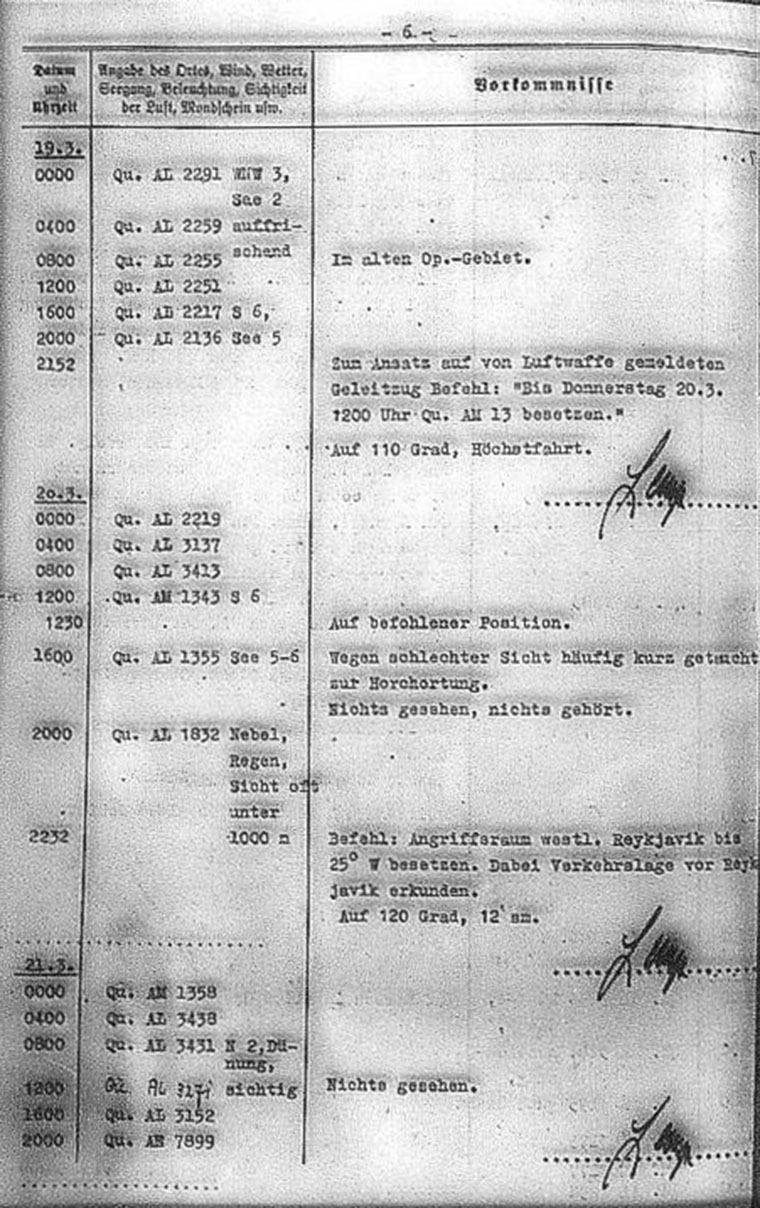 - 6.-
Datum und Uhrzeit
Angabe des Ortes, Wind, Wetter, Seegang, Beleuchtung, Sichtigkeit der Luft, Mondschein usw.
Vorkommnisse
19.3.
0000 Qu. AL 2291 WNW 3,
See 2
0400 Qu. AL 2259 auffri-
schend
0800 Qu. AL 2255 Im alten Op.-Gebiet.
1200 Qu. AL 2251
1600 Qu. AL 2217 S 6,
2000 Qu. AL 2136 See 5
2152 Zum Ansatz auf von Luftwaffe gemeldeten
Geleitzug Befehl: "Bis Donnerstag 20.3.
1200 Uhr Qu. AM 13 besetzen."
Auf 110 Grad, Höchstfahrt.
20.3.
0000 Qu. AL 2219
0400 Qu. AL 3137
0800 Qu. AL 3413
1200 Qu. AM 1343 S 6
1230 Auf befohlener Position.
1600 Qu. AL 1355 See 5-6 Wegen schlechter Sicht häufig kurz getaucht
zur Horchortung.
Nichts gesehen, nichts gehört.
2000 Qu. AL 1832 Nebel,
Regen,
Sicht oft
unter
1000 m
2232 Befehl: Angriffsraum westl. Reykjavik bis
25° W besetzen. Dabei Verkehrslage vor Reyk
javik erkunden.
Auf 120 Grad, 12 sm.
21.3.
0000 Qu. AM 1358
0400 Qu. AL 3438
0800 Qu. AL 3431 N 2, Dü-
nung,
1200 Qu. AL sichtig Nichts gesehen.
1600 Qu. AL 3152
2000 Qu. AE 7899